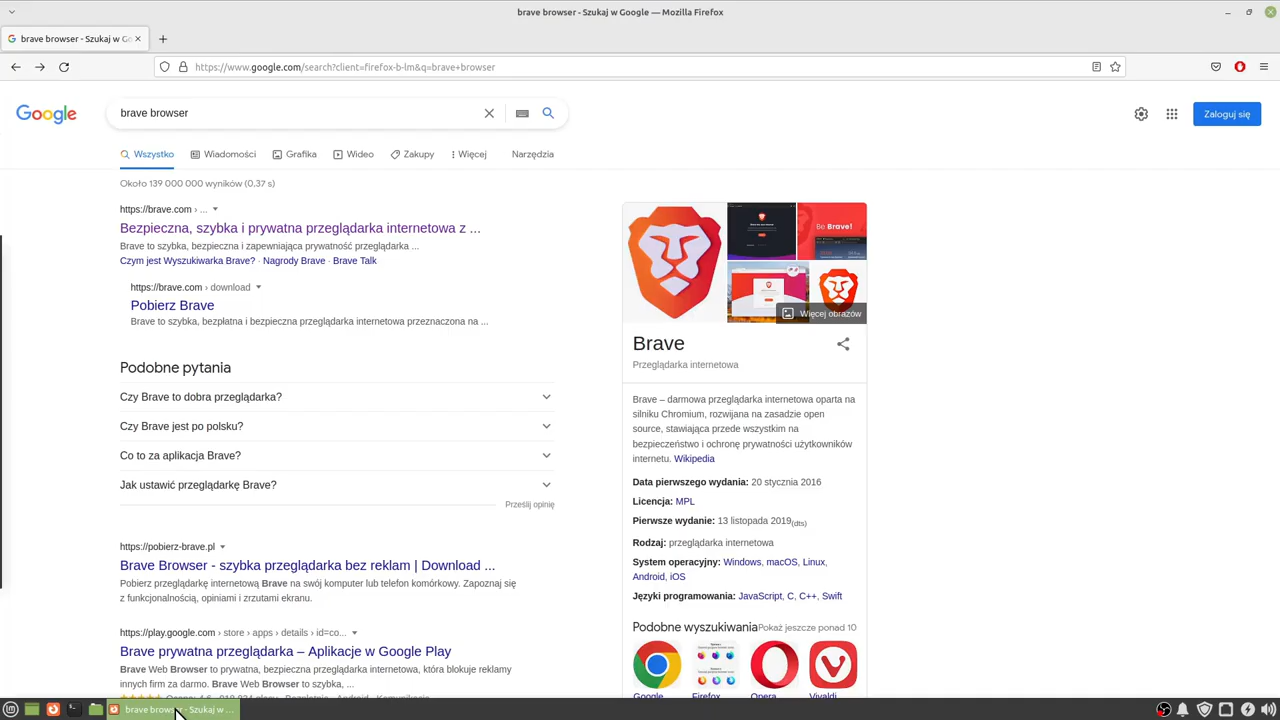 brave browser - Szukaj w Google — Mozilla Firefox
brave browser - Szukaj w Go
https://www.google.com/search?client=firefox-b-lm&q=brave+browser
Google
brave browser
Zaloguj się
Wszystko
Wiadomości
Grafika
Wideo
Zakupy
Więcej
Narzędzia
Około 139 000 000 wyników (0,37 s)
https://brave.com › ...
Bezpieczna, szybka i prywatna przeglądarka internetowa z ...
Brave to szybka, bezpieczna i zapewniająca prywatność przeglądarka ...
Czym jest Wyszukiwarka Brave? · Nagrody Brave · Brave Talk
https://brave.com › download
Pobierz Brave
Brave to szybka, bezpłatna i bezpieczna przeglądarka internetowa przeznaczona na ...
Podobne pytania
Czy Brave to dobra przeglądarka?
Czy Brave jest po polsku?
Co to za aplikacja Brave?
Jak ustawić przeglądarkę Brave?
Prześlij opinię
https://pobierz-brave.pl
Brave Browser - szybka przeglądarka bez reklam | Download ...
Pobierz przeglądarkę internetową Brave na swój komputer lub telefon komórkowy. Zapoznaj się
z funkcjonalnością, opiniami i zrzutami ekranu.
https://play.google.com › store › apps › details › id=co...
Brave prywatna przeglądarka – Aplikacje w Google Play
Brave Web Browser to prywatna, bezpieczna przeglądarka internetowa, która blokuje reklamy
innych firm za darmo. Brave Web Browser to szybka, ...
Be Brave!
Więcej obrazów
Brave
Przeglądarka internetowa
Brave – darmowa przeglądarka internetowa oparta na
silniku Chromium, rozwijana na zasadzie open
source, stawiająca przede wszystkim na
bezpieczeństwo i ochronę prywatności użytkowników
internetu. Wikipedia
Data pierwszego wydania: 20 stycznia 2016
Licencja: MPL
Pierwsze wydanie: 13 listopada 2019(dts)
Rodzaj: przeglądarka internetowa
System operacyjny: Windows, macOS, Linux,
Android, iOS
Języki programowania: JavaScript, C, C++, Swift
Podobne wyszukiwania
Pokaż jeszcze ponad 10
Google
Firefox
Opera
Vivaldi
brave browser - Szukaj w ...